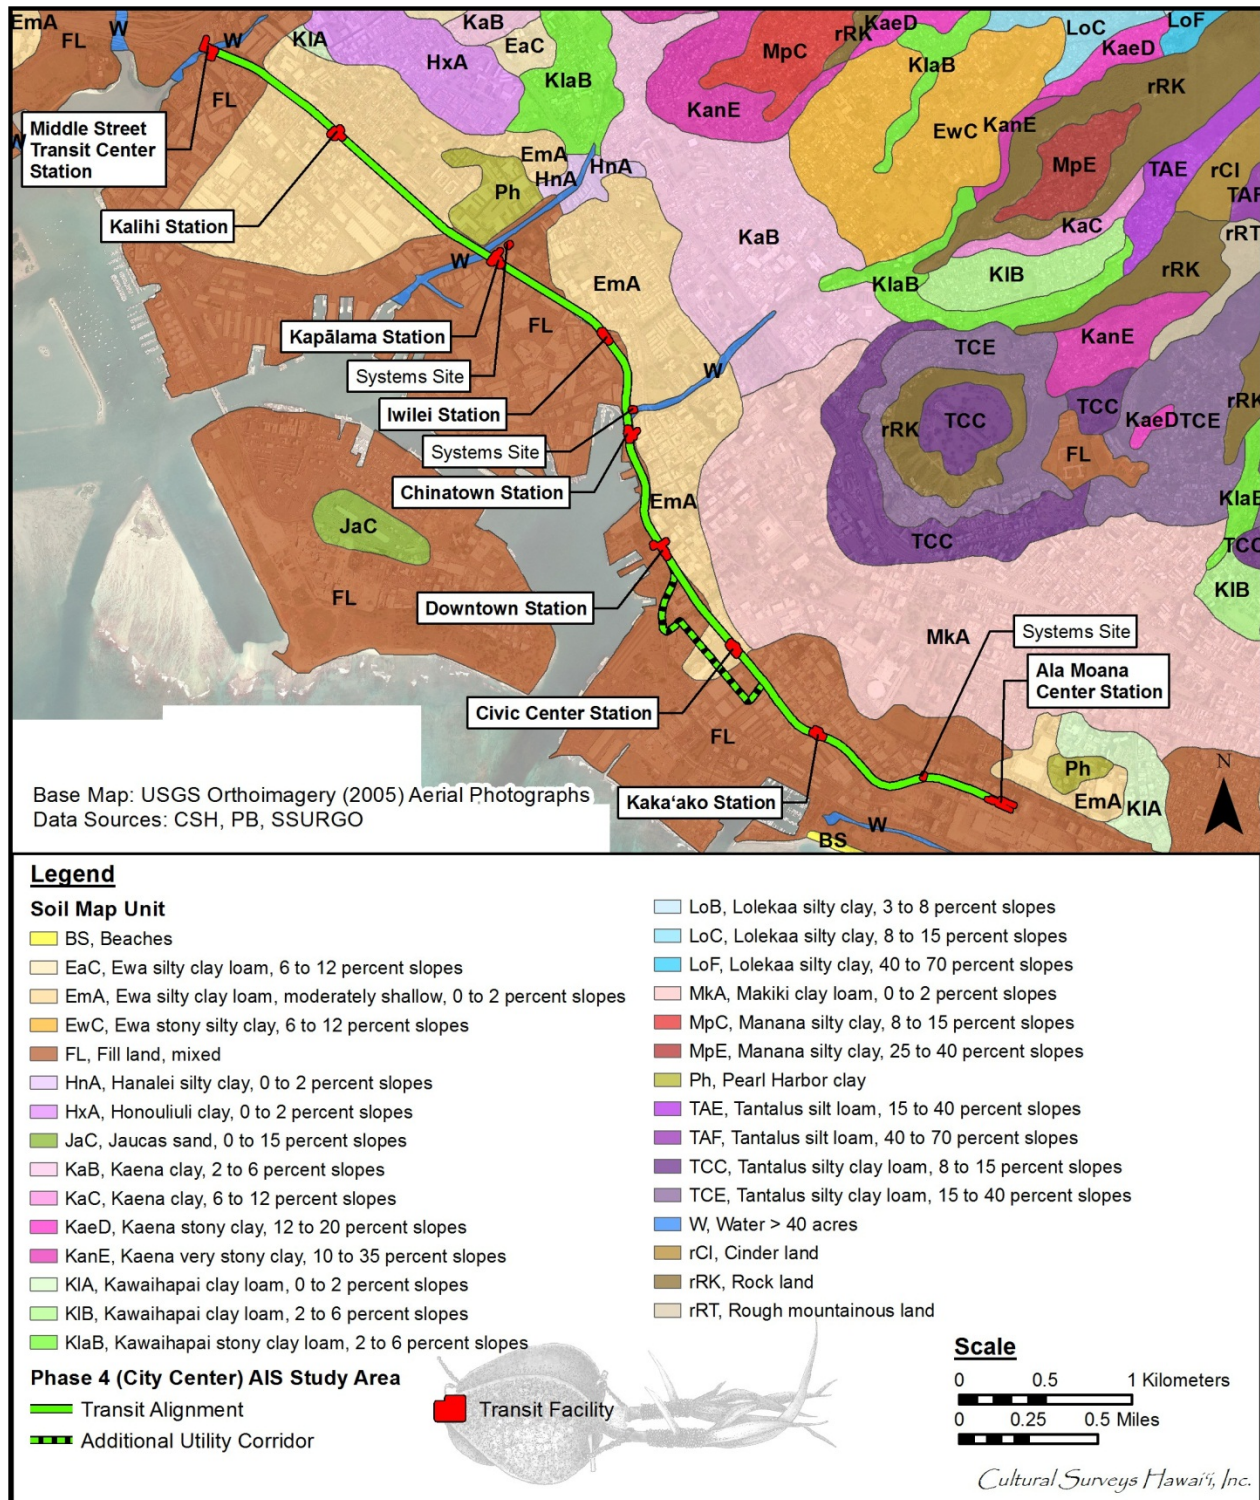 EmA
FL
W
W
KlA
KaB
EaC
HxA
KlaB
MpC
rRK
KaeD
LoC
LoF
KaeD
KlaB
rRK
FL
KanE
EwC
KanE
Middle Street
Transit Center
Station
W
MpE
TAE
rCl
TAF
EmA
HnA
HnA
Ph
Kalihi Station
KaC
rRT
KaB
W
EmA
KlaB
KlB
rRK
FL
Kapālama Station
KanE
TCE
Systems Site
W
Iwilei Station
rRK
TCC
TCC
KaeD
TCE
rRK
Systems Site
FL
Chinatown Station
EmA
KlaB
JaC
TCC
TCC
FL
KlB
Downtown Station
MkA
Systems Site
Ala Moana
Center Station
Civic Center Station
FL
Ph
N
EmA
KlA
Kaka‘ako Station
W
BS
Base Map: USGS Orthoimagery (2005) Aerial Photographs
Data Sources: CSH, PB, SSURGO
Legend
Soil Map Unit
BS, Beaches
EaC, Ewa silty clay loam, 6 to 12 percent slopes
EmA, Ewa silty clay loam, moderately shallow, 0 to 2 percent slopes
EwC, Ewa stony silty clay, 6 to 12 percent slopes
FL, Fill land, mixed
HnA, Hanalei silty clay, 0 to 2 percent slopes
HxA, Honouliuli clay, 0 to 2 percent slopes
JaC, Jaucas sand, 0 to 15 percent slopes
KaB, Kaena clay, 2 to 6 percent slopes
KaC, Kaena clay, 6 to 12 percent slopes
KaeD, Kaena stony clay, 12 to 20 percent slopes
KanE, Kaena very stony clay, 10 to 35 percent slopes
KlA, Kawaihapai clay loam, 0 to 2 percent slopes
KlB, Kawaihapai clay loam, 2 to 6 percent slopes
KlaB, Kawaihapai stony clay loam, 2 to 6 percent slopes
LoB, Lolekaa silty clay, 3 to 8 percent slopes
LoC, Lolekaa silty clay, 8 to 15 percent slopes
LoF, Lolekaa silty clay, 40 to 70 percent slopes
MkA, Makiki clay loam, 0 to 2 percent slopes
MpC, Manana silty clay, 8 to 15 percent slopes
MpE, Manana silty clay, 25 to 40 percent slopes
Ph, Pearl Harbor clay
TAE, Tantalus silt loam, 15 to 40 percent slopes
TAF, Tantalus silt loam, 40 to 70 percent slopes
TCC, Tantalus silty clay loam, 8 to 15 percent slopes
TCE, Tantalus silty clay loam, 15 to 40 percent slopes
W, Water > 40 acres
rCl, Cinder land
rRK, Rock land
rRT, Rough mountainous land
Phase 4 (City Center) AIS Study Area
Transit Alignment
Additional Utility Corridor
Transit Facility
Scale
0 0.5 1 Kilometers
0 0.25 0.5 Miles
Cultural Surveys Hawai‘i, Inc.